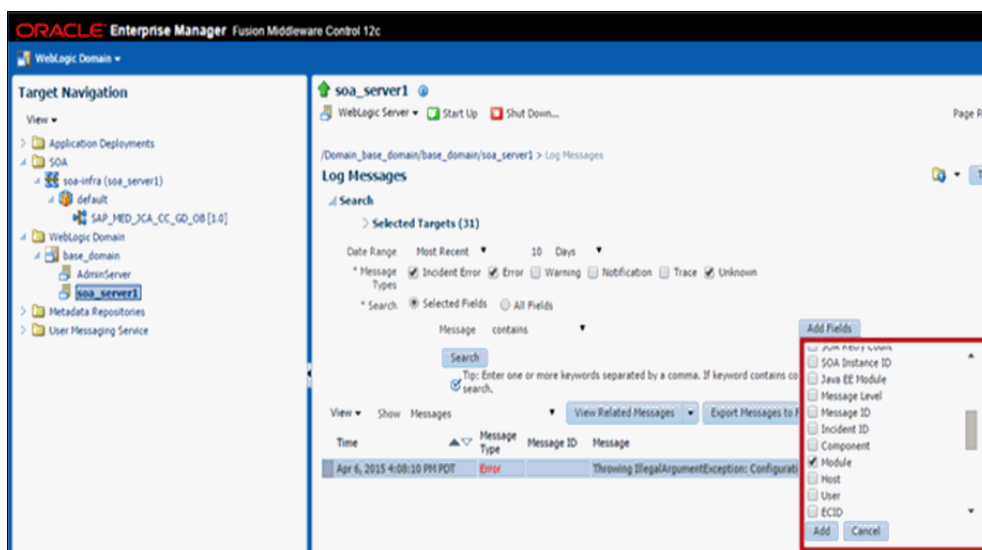 ORACLE Enterprise Manager Fusion Middleware Control 12c
WebLogic Domain
Target Navigation
View
Application Deployments
SOA
soa-infra (soa_server1)
default
SAP_MED_JCA_CC_GD_OB [1.0]
WebLogic Domain
base_domain
AdminServer
soa_server1
Metadata Repositories
User Messaging Service
soa_server1
WebLogic Server Start Up Shut Down... Page R
/Domain_base_domain/base_domain/soa_server1 > Log Messages
Log Messages
Search
Selected Targets (31)
Date Range Most Recent 10 Days
* Message Types Incident Error Error Warning Notification Trace Unknown
* Search Selected Fields All Fields
Message contains
Add Fields
Search
Tip: Enter one or more keywords separated by a comma. If keyword contains co
search.
View Show Messages View Related Messages Export Messages to F
Time Message Type Message ID Message
Apr 6, 2015 4:08:10 PM PDT Error Throwing IllegalArgumentException: Configurati
SOA Retry Count
SOA Instance ID
Java EE Module
Message Level
Message ID
Incident ID
Component
Module
Host
User
ECID
Add Cancel